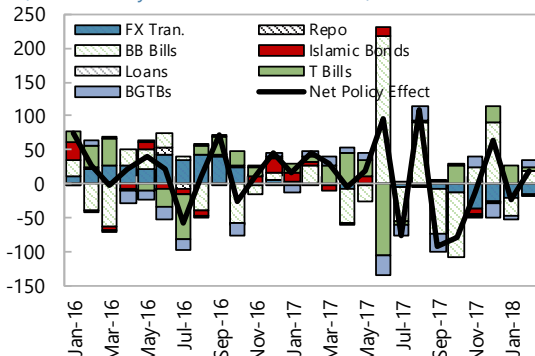 250
200
150
100
50
0
-50
-100
-150
FX Tran.
Repo
BB Bills
Islamic Bonds
Loans
T Bills
BGTBs
Net Policy Effect
Jan-16
Mar-16
May-16
Jul-16
Sep-16
Nov-16
Jan-17
Mar-17
May-17
Jul-17
Sep-17
Nov-17
Jan-18